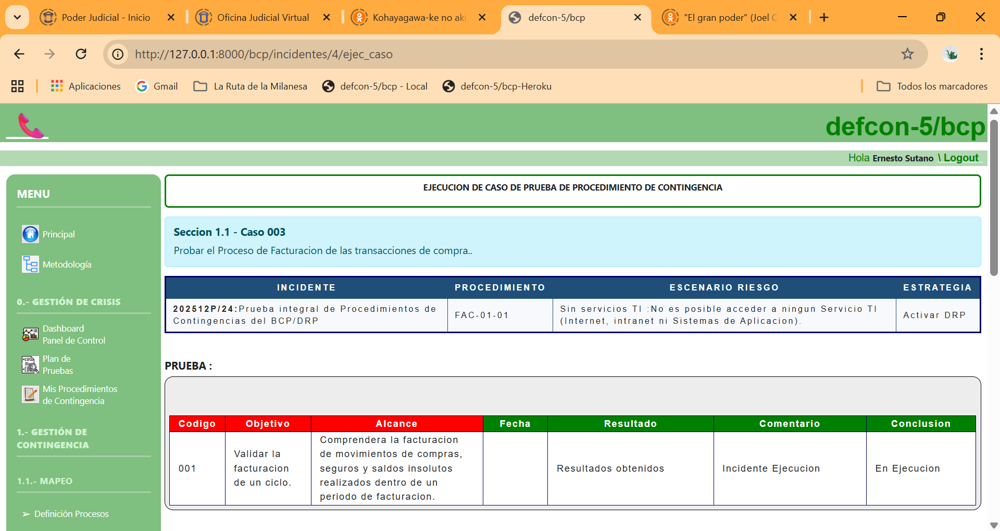 Poder Judicial - Inicio
Oficina Judicial Virtual
Kohayagawa-ke no aki
defcon-5/bcp
"El gran poder" (Joel C
http://127.0.0.1:8000/bcp/incidentes/4/ejec_caso
Aplicaciones
Gmail
La Ruta de la Milanesa
defcon-5/bcp - Local
defcon-5/bcp-Heroku
Todos los marcadores
defcon-5/bcp
Hola Ernesto Sutano \ Logout
MENU
Principal
Metodología
0.- GESTIÓN DE CRISIS
Dashboard
Panel de Control
Plan de
Pruebas
Mis Procedimientos
de Contingencia
1.- GESTIÓN DE
CONTINGENCIA
1.1.- MAPEO
➢ Definición Procesos
EJECUCION DE CASO DE PRUEBA DE PROCEDIMIENTO DE CONTINGENCIA
Seccion 1.1 - Caso 003
Probar el Proceso de Facturacion de las transacciones de compra..
INCIDENTE
PROCEDIMIENTO
ESCENARIO RIESGO
ESTRATEGIA
202512P/24:Prueba integral de Procedimientos de
Contingencias del BCP/DRP
FAC-01-01
Sin servicios TI :No es posible acceder a ningun Servicio TI
(Internet, intranet ni Sistemas de Aplicacion).
Activar DRP
PRUEBA :
Codigo
Objetivo
Alcance
Fecha
Resultado
Comentario
Conclusion
001
Validar la
facturacion
de un ciclo.
Comprendera la facturacion
de movimientos de compras,
seguros y saldos insolutos
realizados dentro de un
periodo de facturacion.
Resultados obtenidos
Incidente Ejecucion
En Ejecucion